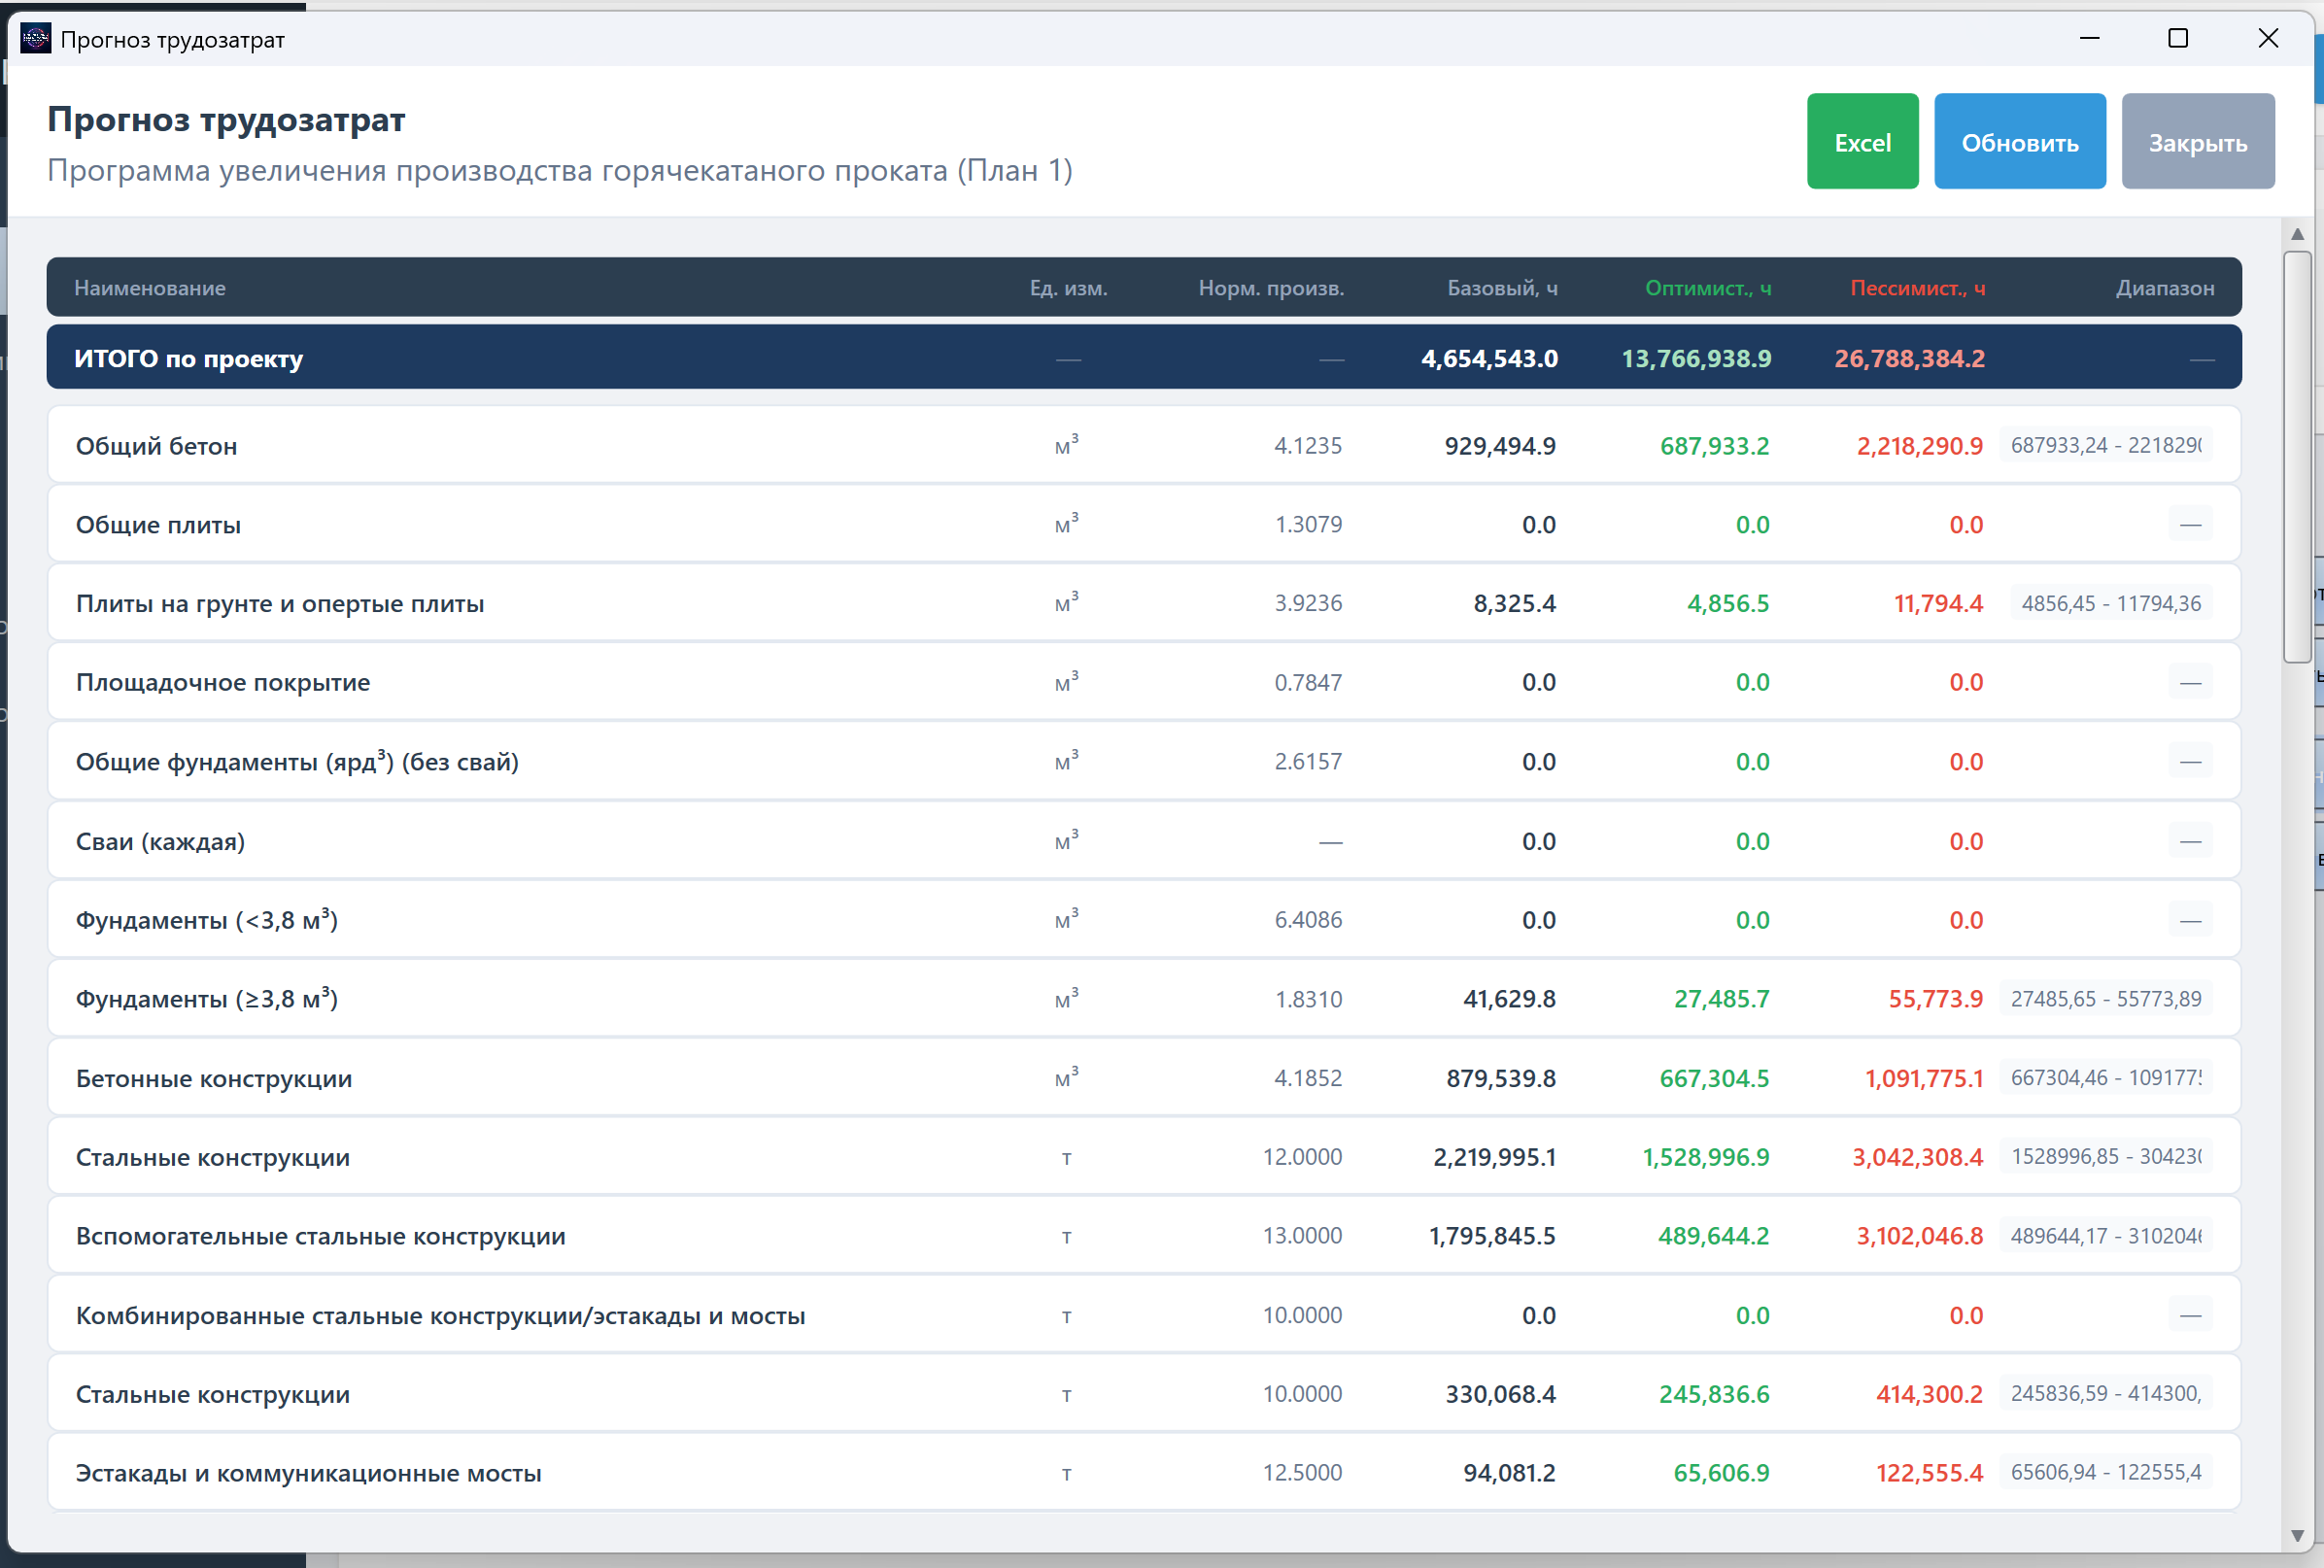 Прогноз трудозатрат
Прогноз трудозатрат
Программа увеличения производства горячекатаного проката (План 1)
Excel Обновить Закрыть
Наименование Ед. изм. Норм. произв. Базовый, ч Оптимист., ч Пессимист., ч Диапазон
ИТОГО по проекту — — 4,654,543.0 13,766,938.9 26,788,384.2 —
Общий бетон м³ 4.1235 929,494.9 687,933.2 2,218,290.9 687933,24 - 221829
Общие плиты м³ 1.3079 0.0 0.0 0.0 —
Плиты на грунте и опертые плиты м³ 3.9236 8,325.4 4,856.5 11,794.4 4856,45 - 11794,36
Площадочное покрытие м³ 0.7847 0.0 0.0 0.0 —
Общие фундаменты (ярд³) (без свай) м³ 2.6157 0.0 0.0 0.0 —
Сваи (каждая) м³ — 0.0 0.0 0.0 —
Фундаменты (<3,8 м³) м³ 6.4086 0.0 0.0 0.0 —
Фундаменты (≥3,8 м³) м³ 1.8310 41,629.8 27,485.7 55,773.9 27485,65 - 55773,89
Бетонные конструкции м³ 4.1852 879,539.8 667,304.5 1,091,775.1 667304,46 - 109177
Стальные конструкции т 12.0000 2,219,995.1 1,528,996.9 3,042,308.4 1528996,85 - 30423
Вспомогательные стальные конструкции т 13.0000 1,795,845.5 489,644.2 3,102,046.8 489644,17 - 310204
Комбинированные стальные конструкции/эстакады и мосты т 10.0000 0.0 0.0 0.0 —
Стальные конструкции т 10.0000 330,068.4 245,836.6 414,300.2 245836,59 - 414300,
Эстакады и коммуникационные мосты т 12.5000 94,081.2 65,606.9 122,555.4 65606,94 - 122555,4